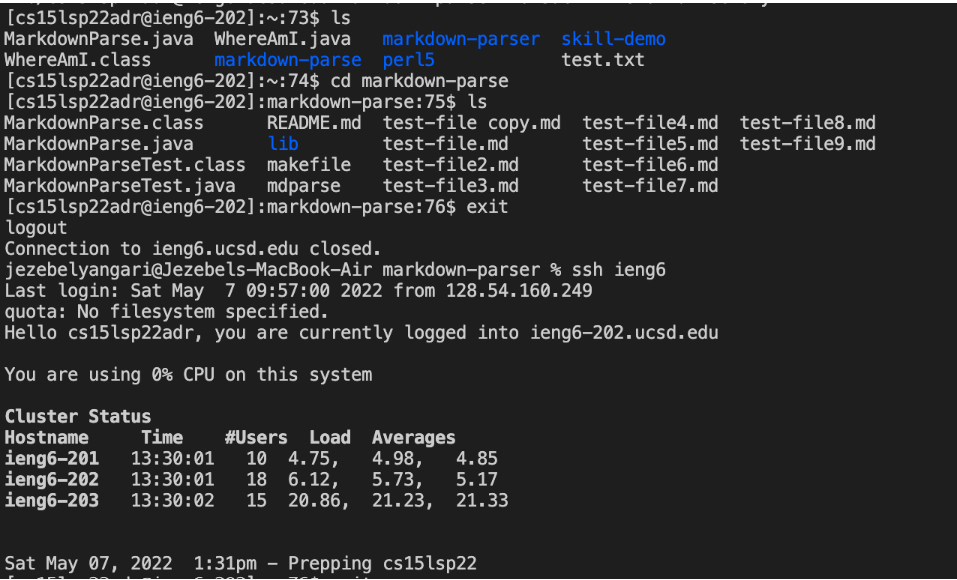 [cs15lsp22adr@ieng6-202]:~:73$ ls
MarkdownParse.java  WhereAmI.java   markdown-parser  skill-demo
WhereAmI.class      markdown-parse  perl5            test.txt
[cs15lsp22adr@ieng6-202]:~:74$ cd markdown-parse
[cs15lsp22adr@ieng6-202]:markdown-parse:75$ ls
MarkdownParse.class      README.md  test-file copy.md  test-file4.md  test-file8.md
MarkdownParse.java       lib        test-file.md       test-file5.md  test-file9.md
MarkdownParseTest.class  makefile   test-file2.md      test-file6.md
MarkdownParseTest.java   mdparse    test-file3.md      test-file7.md
[cs15lsp22adr@ieng6-202]:markdown-parse:76$ exit
logout
Connection to ieng6.ucsd.edu closed.
jezebelyangari@Jezebels-MacBook-Air markdown-parser % ssh ieng6
Last login: Sat May  7 09:57:00 2022 from 128.54.160.249
quota: No filesystem specified.
Hello cs15lsp22adr, you are currently logged into ieng6-202.ucsd.edu
You are using 0% CPU on this system
Cluster Status
Hostname     Time    #Users  Load  Averages
ieng6-201   13:30:01   10  4.75,   4.98,   4.85
ieng6-202   13:30:01   18  6.12,   5.73,   5.17
ieng6-203   13:30:02   15  20.86,  21.23,  21.33
Sat May 07, 2022  1:31pm - Prepping cs15lsp22